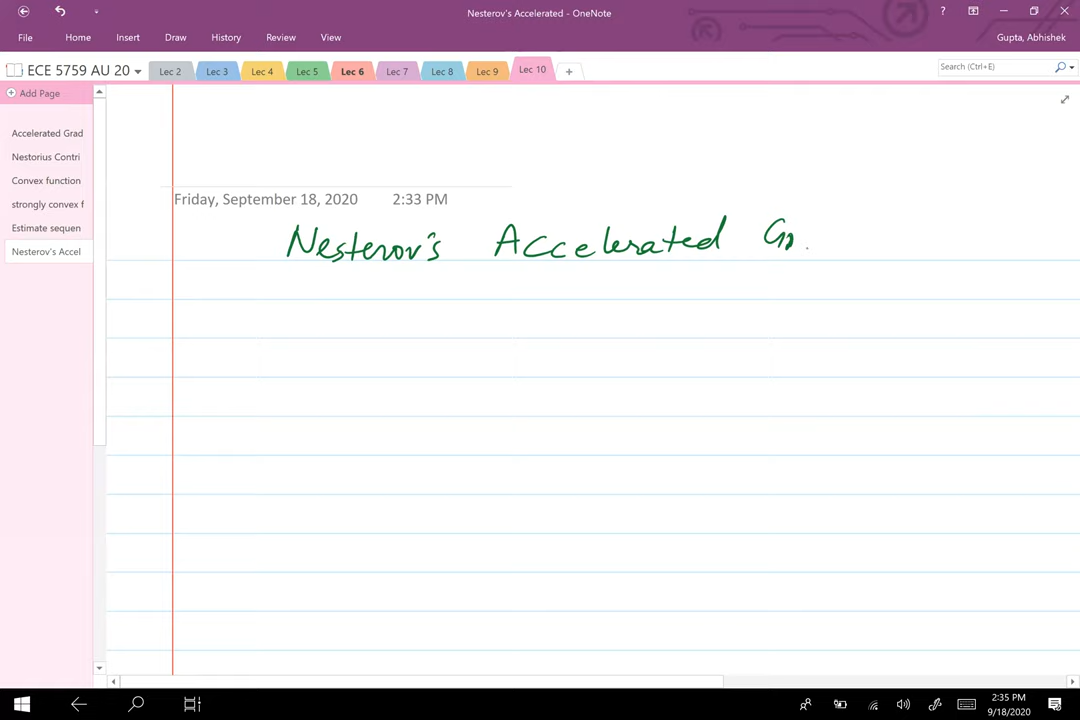 Nesterov's Accelerated - OneNote
File Home Insert Draw History Review View
Gupta, Abhishek
ECE 5759 AU 20
Lec 2 Lec 3 Lec 4 Lec 5 Lec 6 Lec 7 Lec 8 Lec 9 Lec 10
Search (Ctrl+E)
Add Page
Accelerated Grad
Nestorius Contri
Convex function
strongly convex f
Estimate sequen
Nesterov's Accel
Friday, September 18, 2020 2:33 PM
Nesterov's Accelerated
2:35 PM
9/18/2020